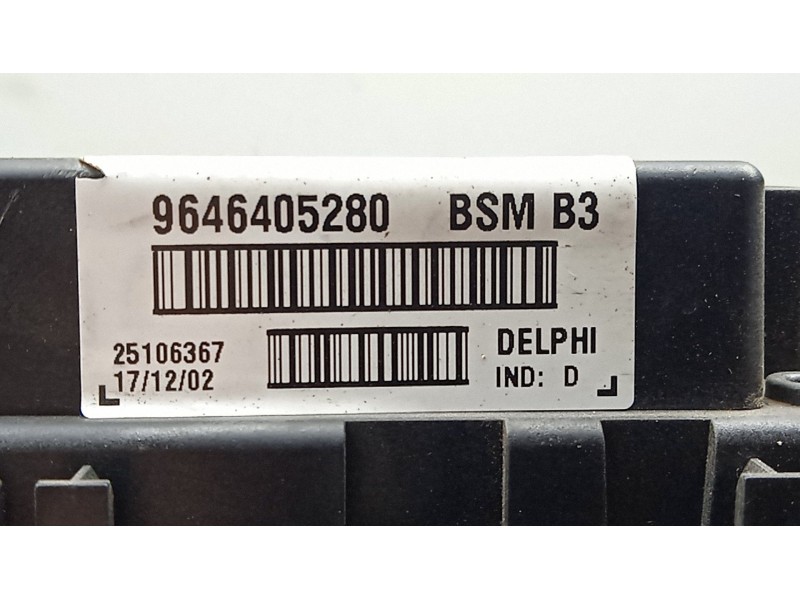 9646405280 BSM B3
25106367 DELPHI
17/12/02 IND: D